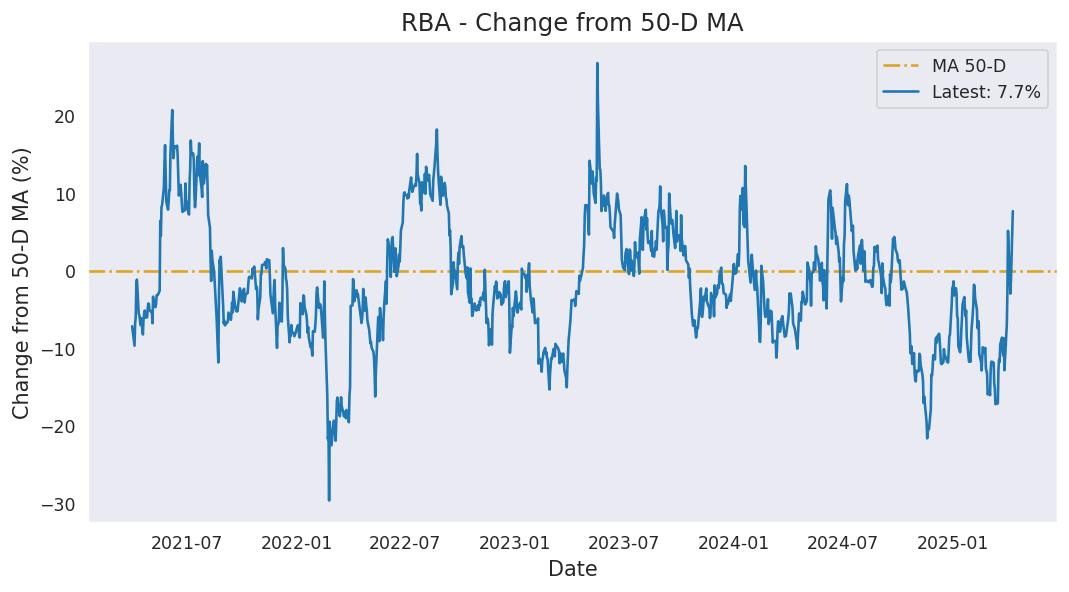 RBA - Change from 50-D MA
MA 50-D
Latest: 7.7%
Change from 50-D MA (%)
20
10
0
−10
−20
−30
2021-07 2022-01 2022-07 2023-01 2023-07 2024-01 2024-07 2025-01
Date